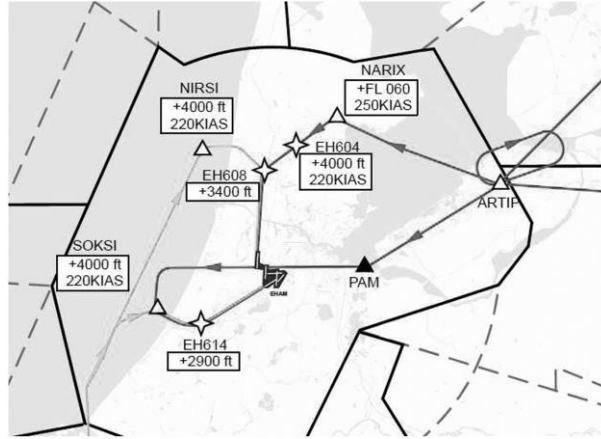 NARIX
+FL 060
250KIAS
NIRSI
+4000 ft
220KIAS
EH604
+4000 ft
220KIAS
EH608
+3400 ft
ARTIP
SOKSI
+4000 ft
220KIAS
PAM
EHAM
EH614
+2900 ft